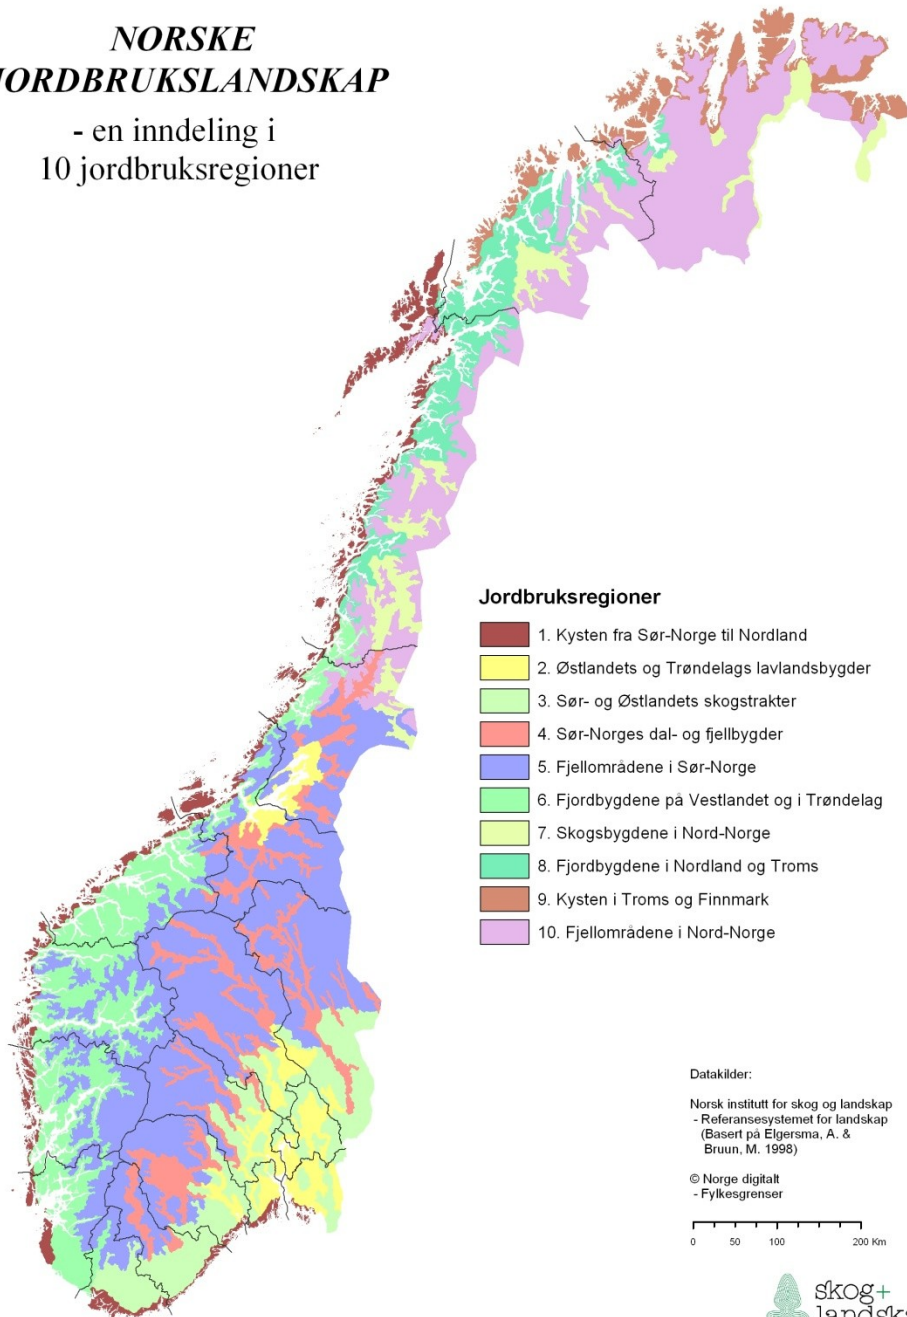 NORSKE
JORDBRUKSLANDSKAP
- en inndeling i
10 jordbruksregioner
Jordbruksregioner
1. Kysten fra Sør-Norge til Nordland
2. Østlandets og Trøndelags lavlandsbygder
3. Sør- og Østlandets skogstrakter
4. Sør-Norges dal- og fjellbygder
5. Fjellområdene i Sør-Norge
6. Fjordbygdene på Vestlandet og i Trøndelag
7. Skogsbygdene i Nord-Norge
8. Fjordbygdene i Nordland og Troms
9. Kysten i Troms og Finnmark
10. Fjellområdene i Nord-Norge
Datakilder:
Norsk institutt for skog og landskap
- Referansesystemet for landskap
(Basert på Elgersma, A. &
Bruun, M. 1998)
© Norge digitalt
- Fylkesgrenser
0 50 100 200 Km
skog+
landska